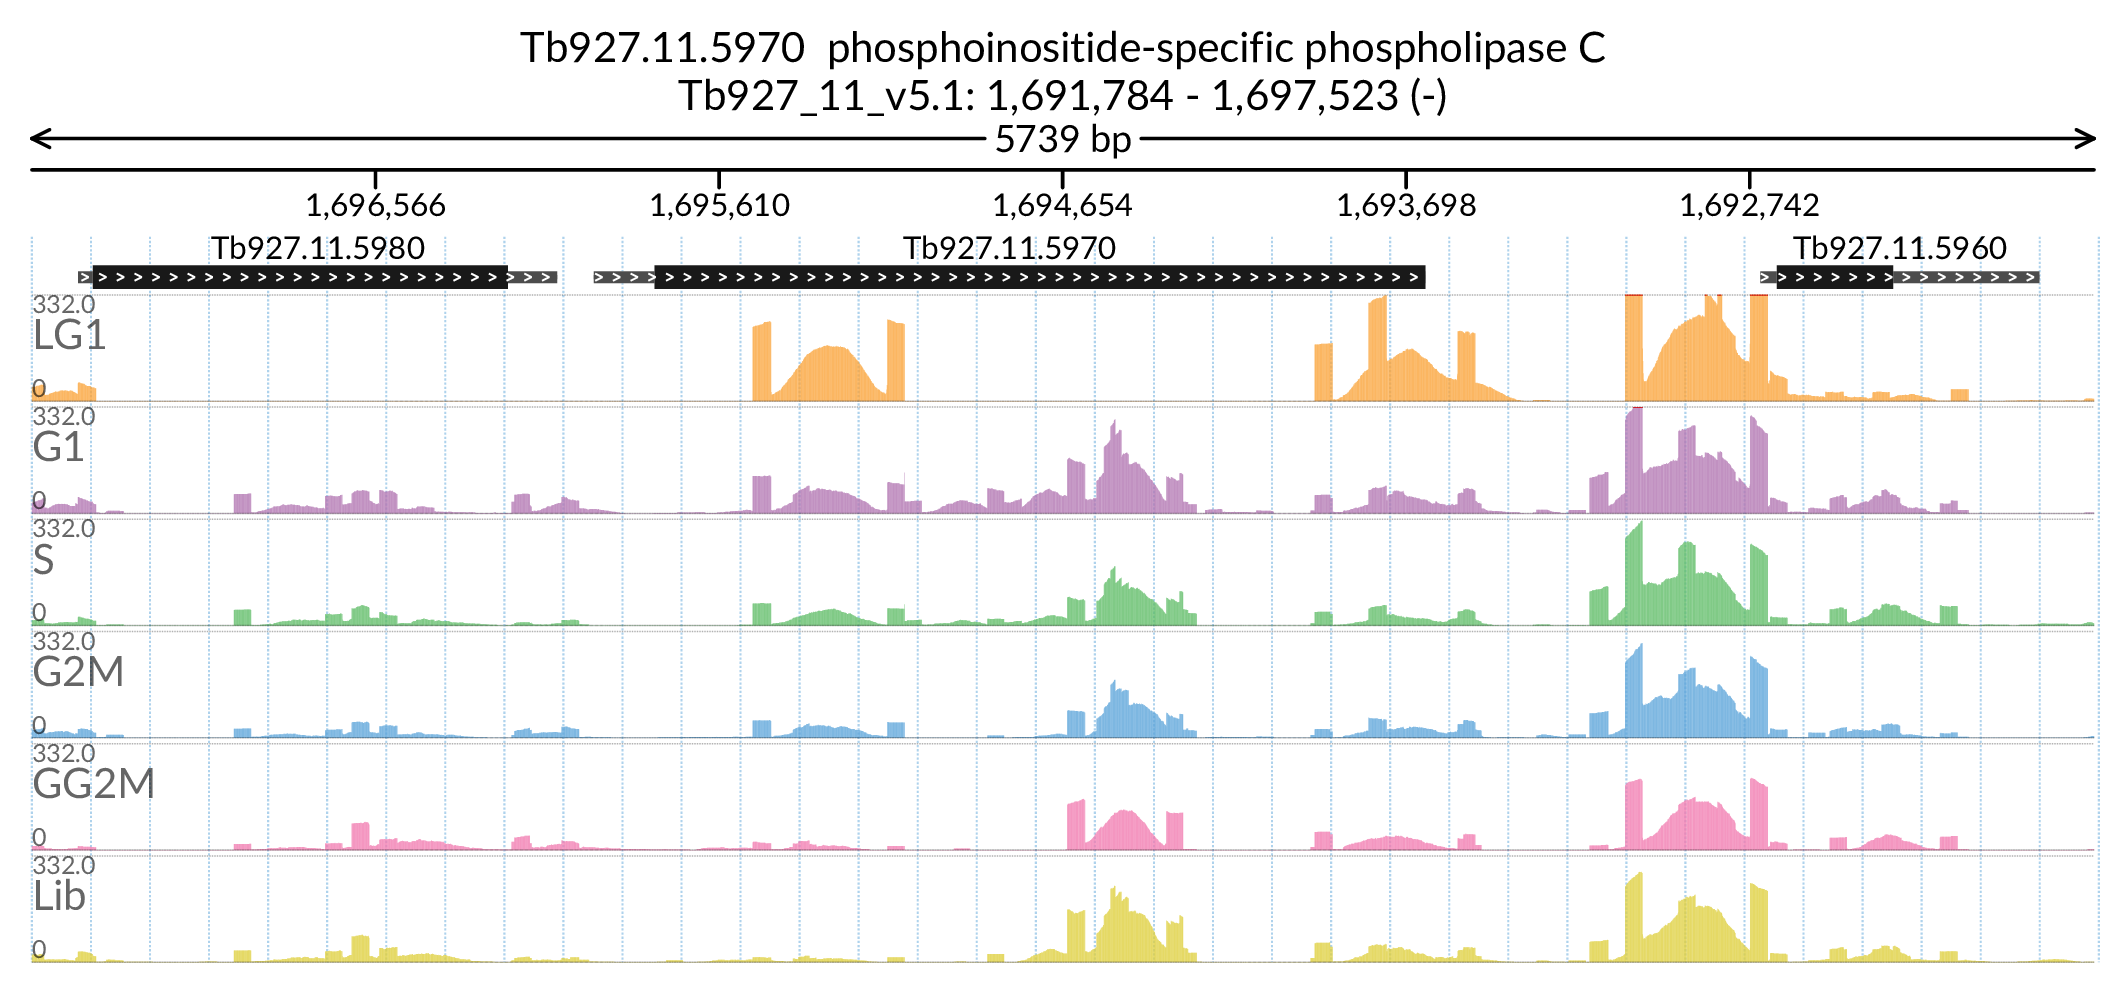 Tb927.11.5970  phosphoinositide-specific phospholipase C
Tb927_11_v5.1: 1,691,784 - 1,697,523 (-)
5739 bp
1,696,566 1,695,610 1,694,654 1,693,698 1,692,742
Tb927.11.5980 Tb927.11.5970 Tb927.11.5960
332.0
LG1
0
332.0
G1
0
332.0
S
0
332.0
G2M
0
332.0
GG2M
0
332.0
Lib
0